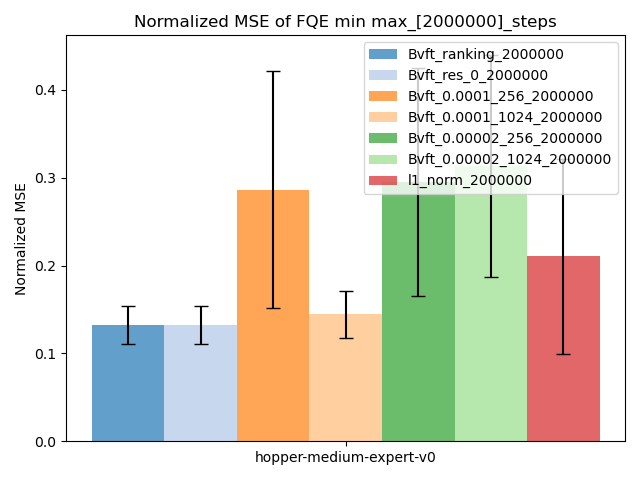 Normalized MSE of FQE min max_[2000000]_steps
Bvft_ranking_2000000
Bvft_res_0_2000000
Bvft_0.0001_256_2000000
Bvft_0.0001_1024_2000000
Bvft_0.00002_256_2000000
Bvft_0.00002_1024_2000000
l1_norm_2000000
Normalized MSE
0.4
0.3
0.2
0.1
0.0
hopper-medium-expert-v0